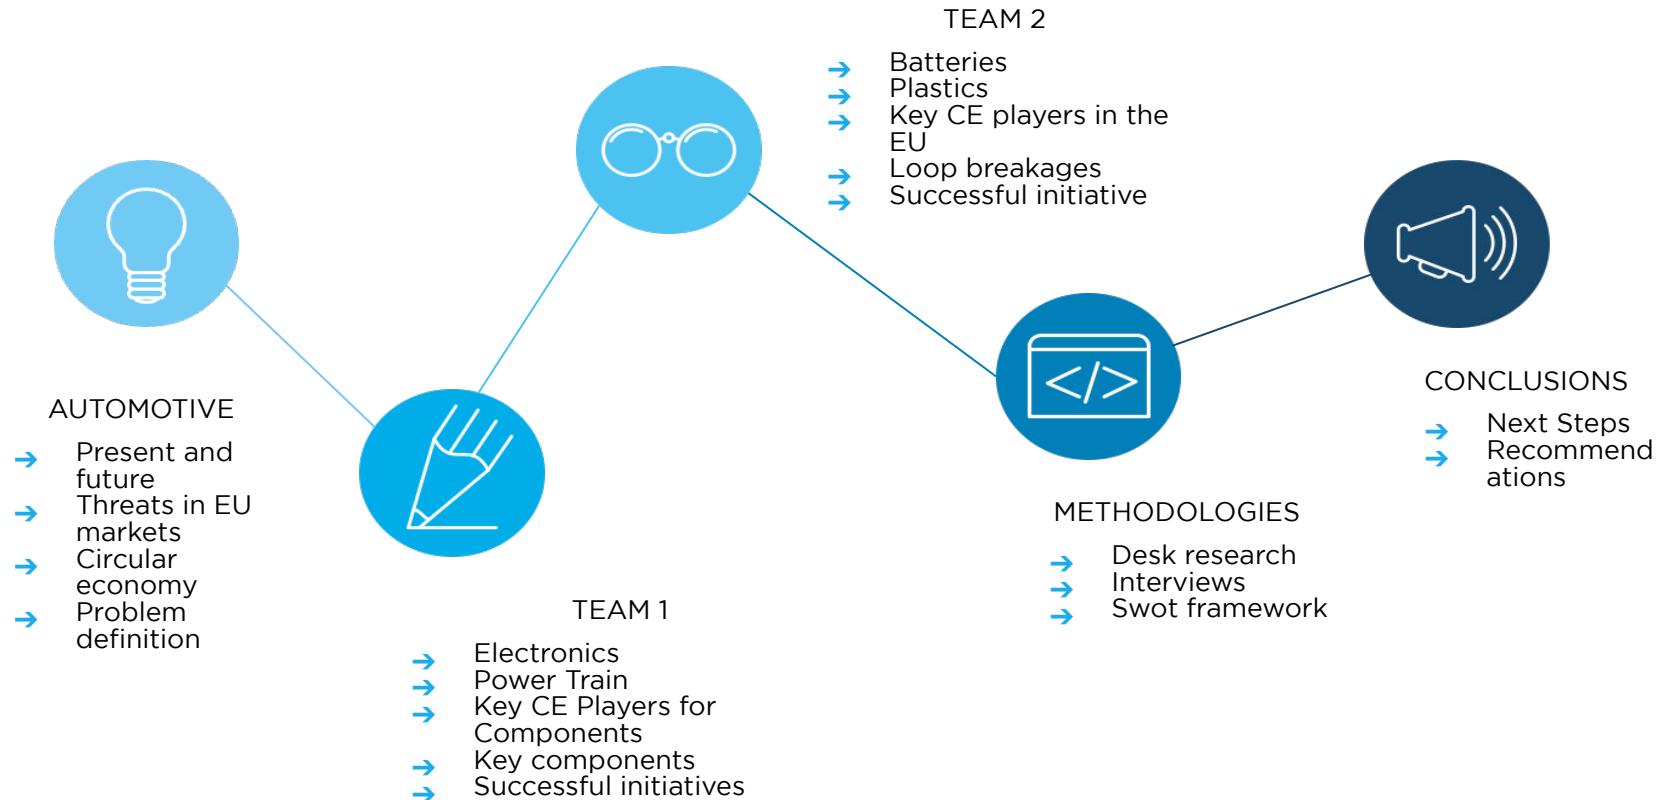 AUTOMOTIVE
➔ Present and
future
➔ Threats in EU
markets
➔ Circular
economy
➔ Problem
definition
TEAM 1
➔ Electronics
➔ Power Train
➔ Key CE Players for
Components
➔ Key components
➔ Successful initiatives
TEAM 2
➔ Batteries
➔ Plastics
➔ Key CE players in the
EU
➔ Loop breakages
➔ Successful initiative
</>
METHODOLOGIES
➔ Desk research
➔ Interviews
➔ Swot framework
CONCLUSIONS
➔ Next Steps
➔ Recommend
ations